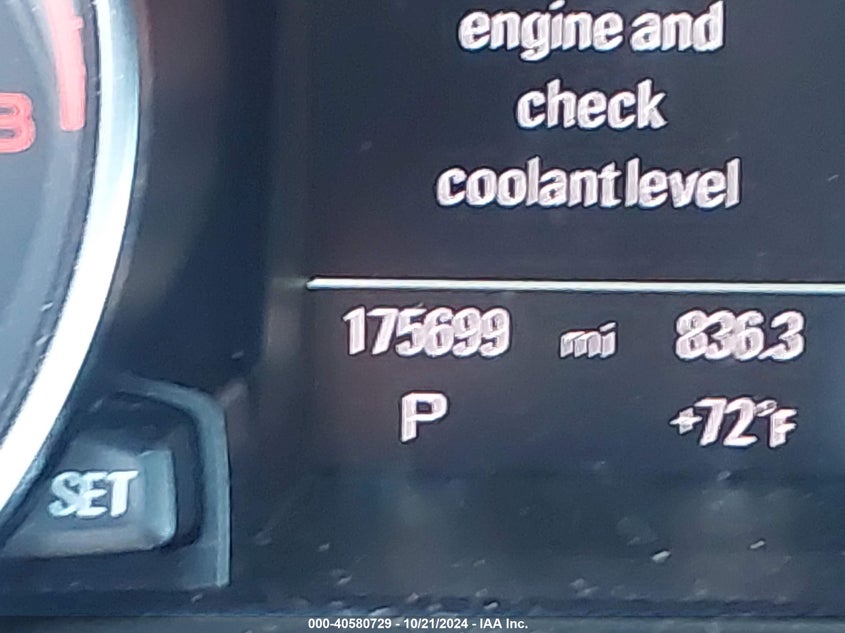 engine and
check
coolant level
175699 mi 836.3
P +72°F
SET
000-40580729 - 10/21/2024 - IAA Inc.